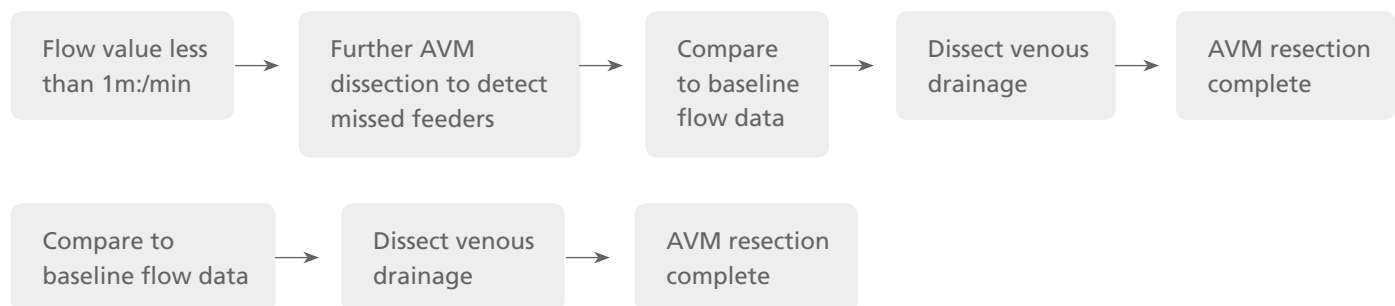 Flow value less
than 1m:/min
Further AVM
dissection to detect
missed feeders
Compare
to baseline
flow data
Dissect venous
drainage
AVM resection
complete
Compare to
baseline flow data
Dissect venous
drainage
AVM resection
complete